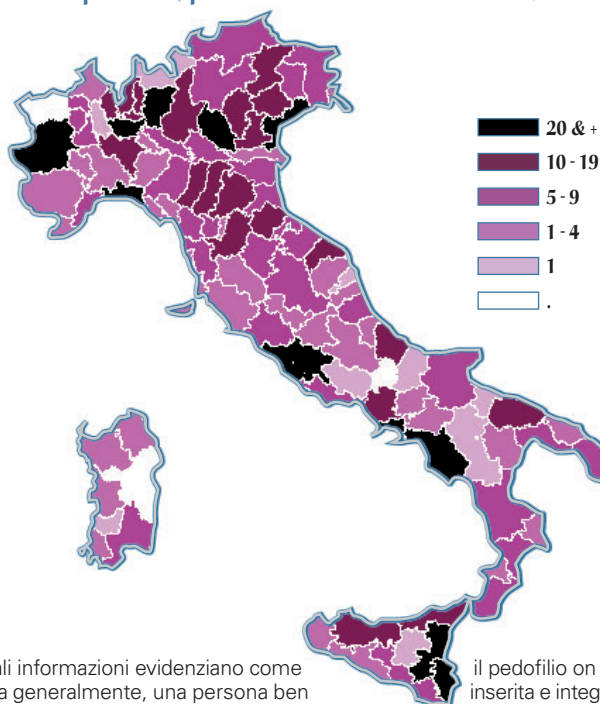 20 & +
10 - 19
5 - 9
1 - 4
1
.
ali informazioni evidenziano come il pedofilio on
a generalmente, una persona ben inserita e integ